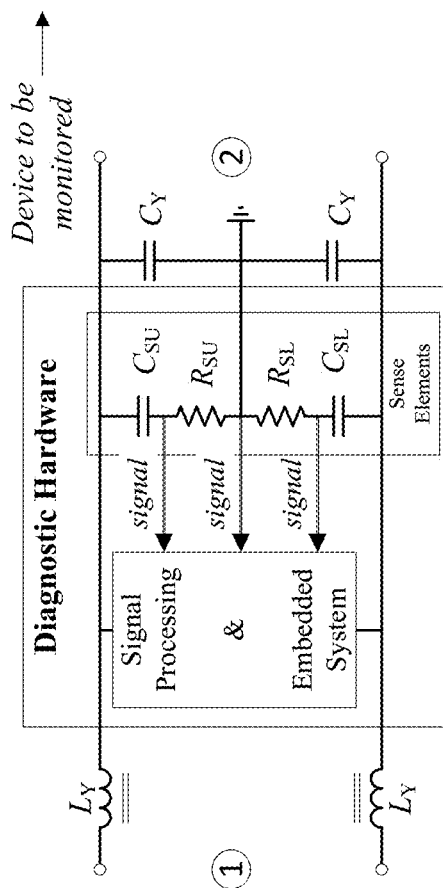 Device to be
monitored
Diagnostic Hardware
L_Y
C_SU
C_Y
Signal
Processing
&
Embedded
System
signal
signal
signal
R_SU
R_SL
①
②
C_SL
C_Y
L_Y
Sense
Elements